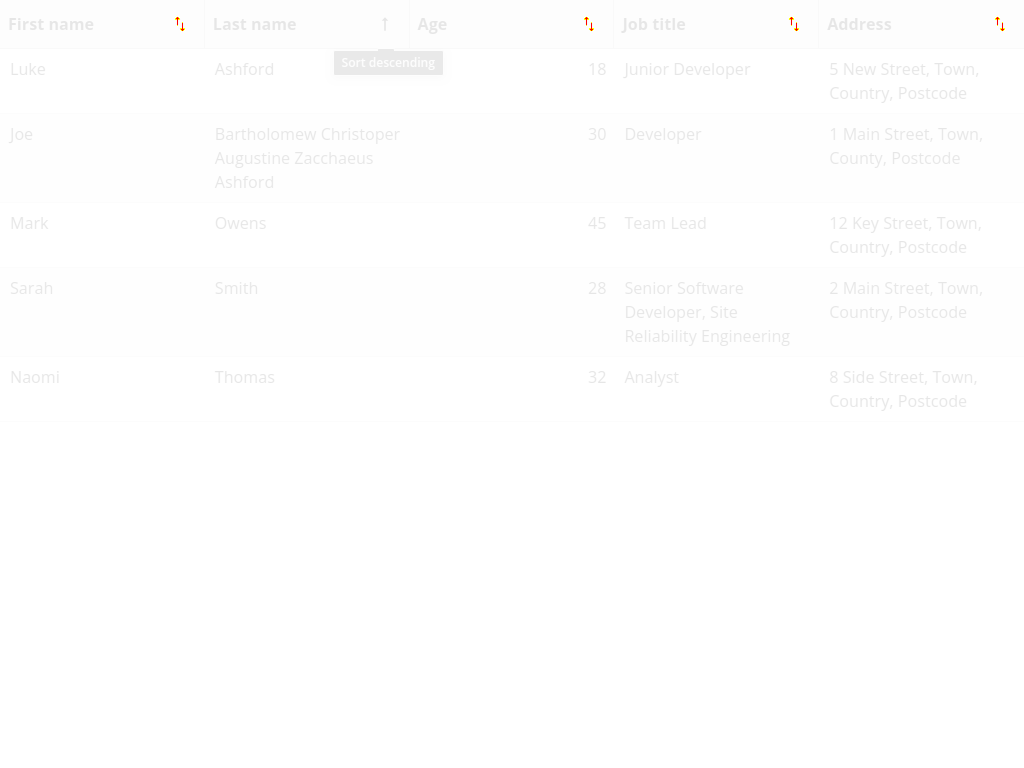 First name Last name Age Job title Address
Sort descending
Luke Ashford 18 Junior Developer 5 New Street, Town,
Country, Postcode
Joe Bartholomew Christoper 30 Developer 1 Main Street, Town,
Augustine Zacchaeus County, Postcode
Ashford
Mark Owens 45 Team Lead 12 Key Street, Town,
Country, Postcode
Sarah Smith 28 Senior Software 2 Main Street, Town,
Developer, Site Country, Postcode
Reliability Engineering
Naomi Thomas 32 Analyst 8 Side Street, Town,
Country, Postcode